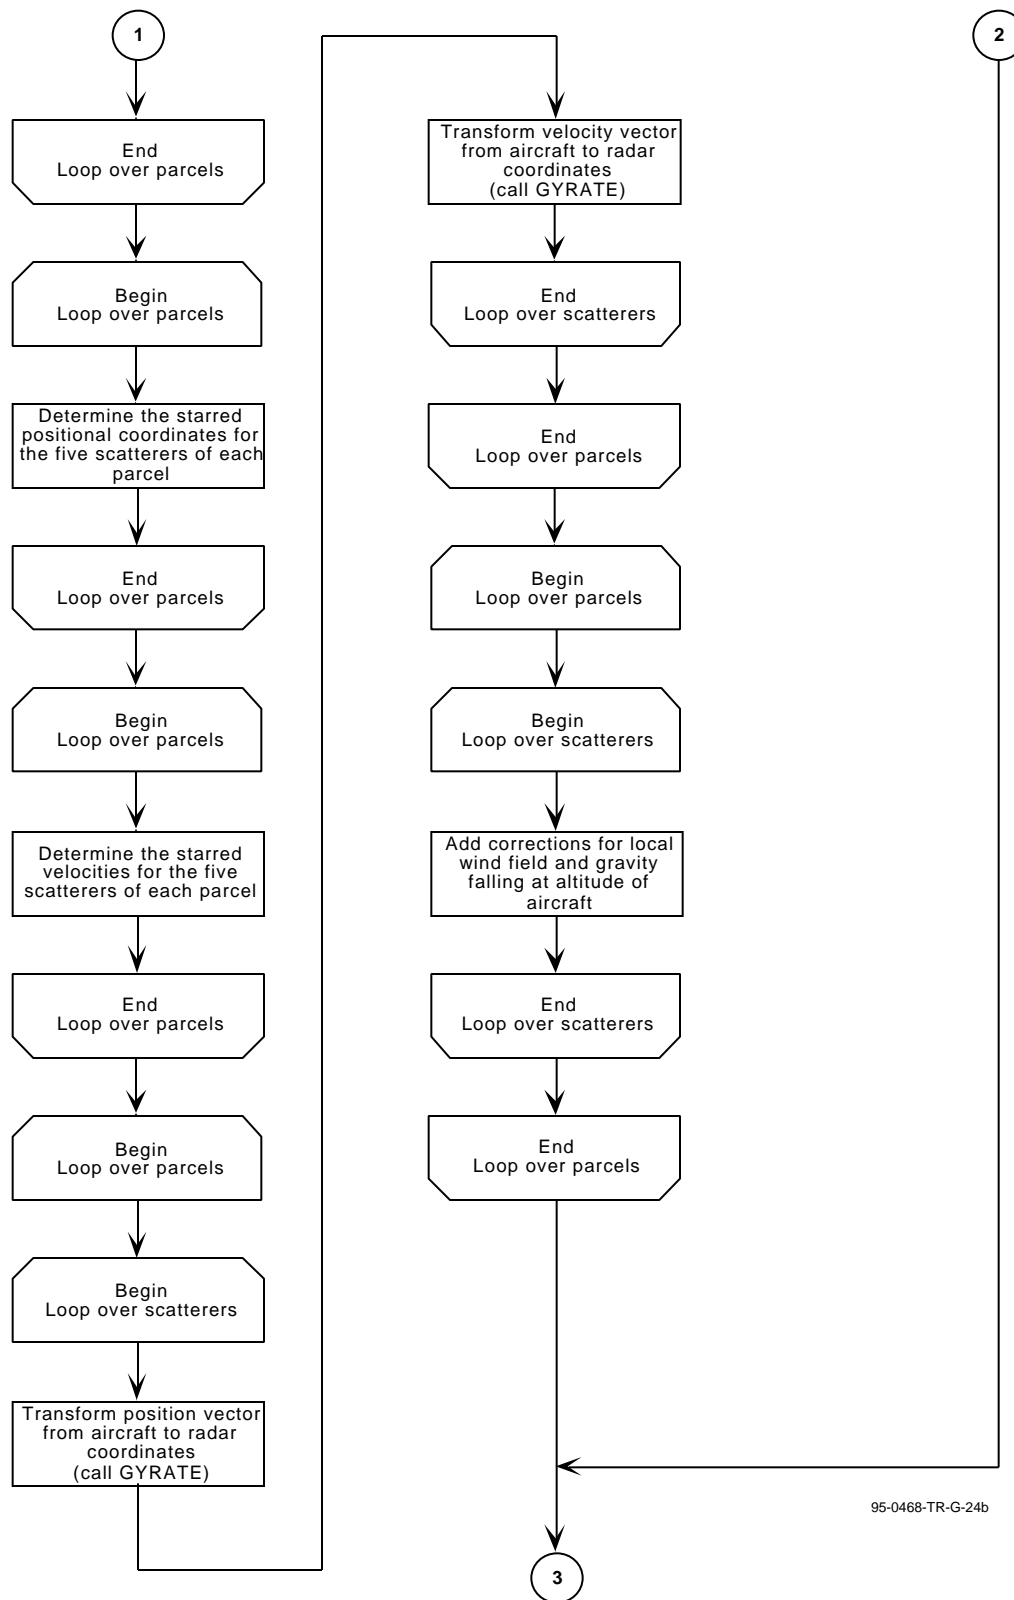 1
End
Loop over parcels
Begin
Loop over parcels
Determine the starred
positional coordinates for
the five scatterers of each
parcel
End
Loop over parcels
Begin
Loop over parcels
Determine the starred
velocities for the five
scatterers of each parcel
End
Loop over parcels
Begin
Loop over parcels
Begin
Loop over scatterers
Transform position vector
from aircraft to radar
coordinates
(call GYRATE)
Transform velocity vector
from aircraft to radar
coordinates
(call GYRATE)
End
Loop over scatterers
End
Loop over parcels
Begin
Loop over parcels
Begin
Loop over scatterers
Add corrections for local
wind field and gravity
falling at altitude of
aircraft
End
Loop over scatterers
End
Loop over parcels
2
95-0468-TR-G-24b
3